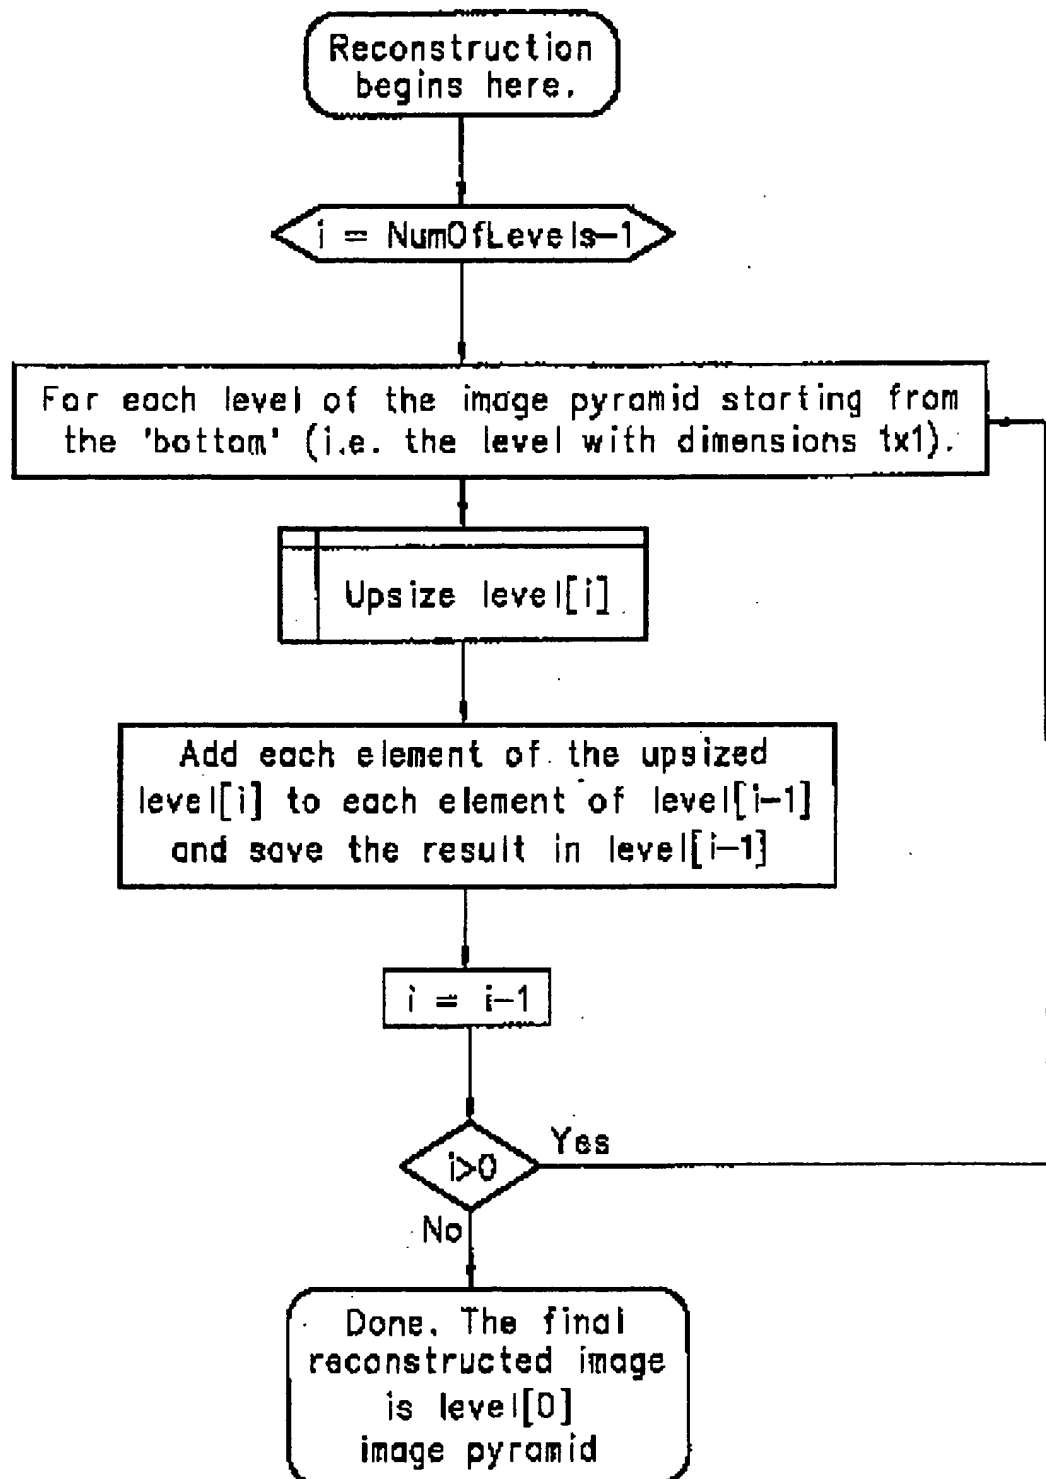 Reconstruction
begins here.
i = NumOfLevels-1
For each level of the image pyramid starting from
the 'bottom' (i.e. the level with dimensions 1x1).
Upsize level[i]
Add each element of the upsized
level[i] to each element of level[i-1]
and save the result in level[i-1]
i = i-1
i>0
Yes
No
Done. The final
reconstructed image
is level[0]
image pyramid